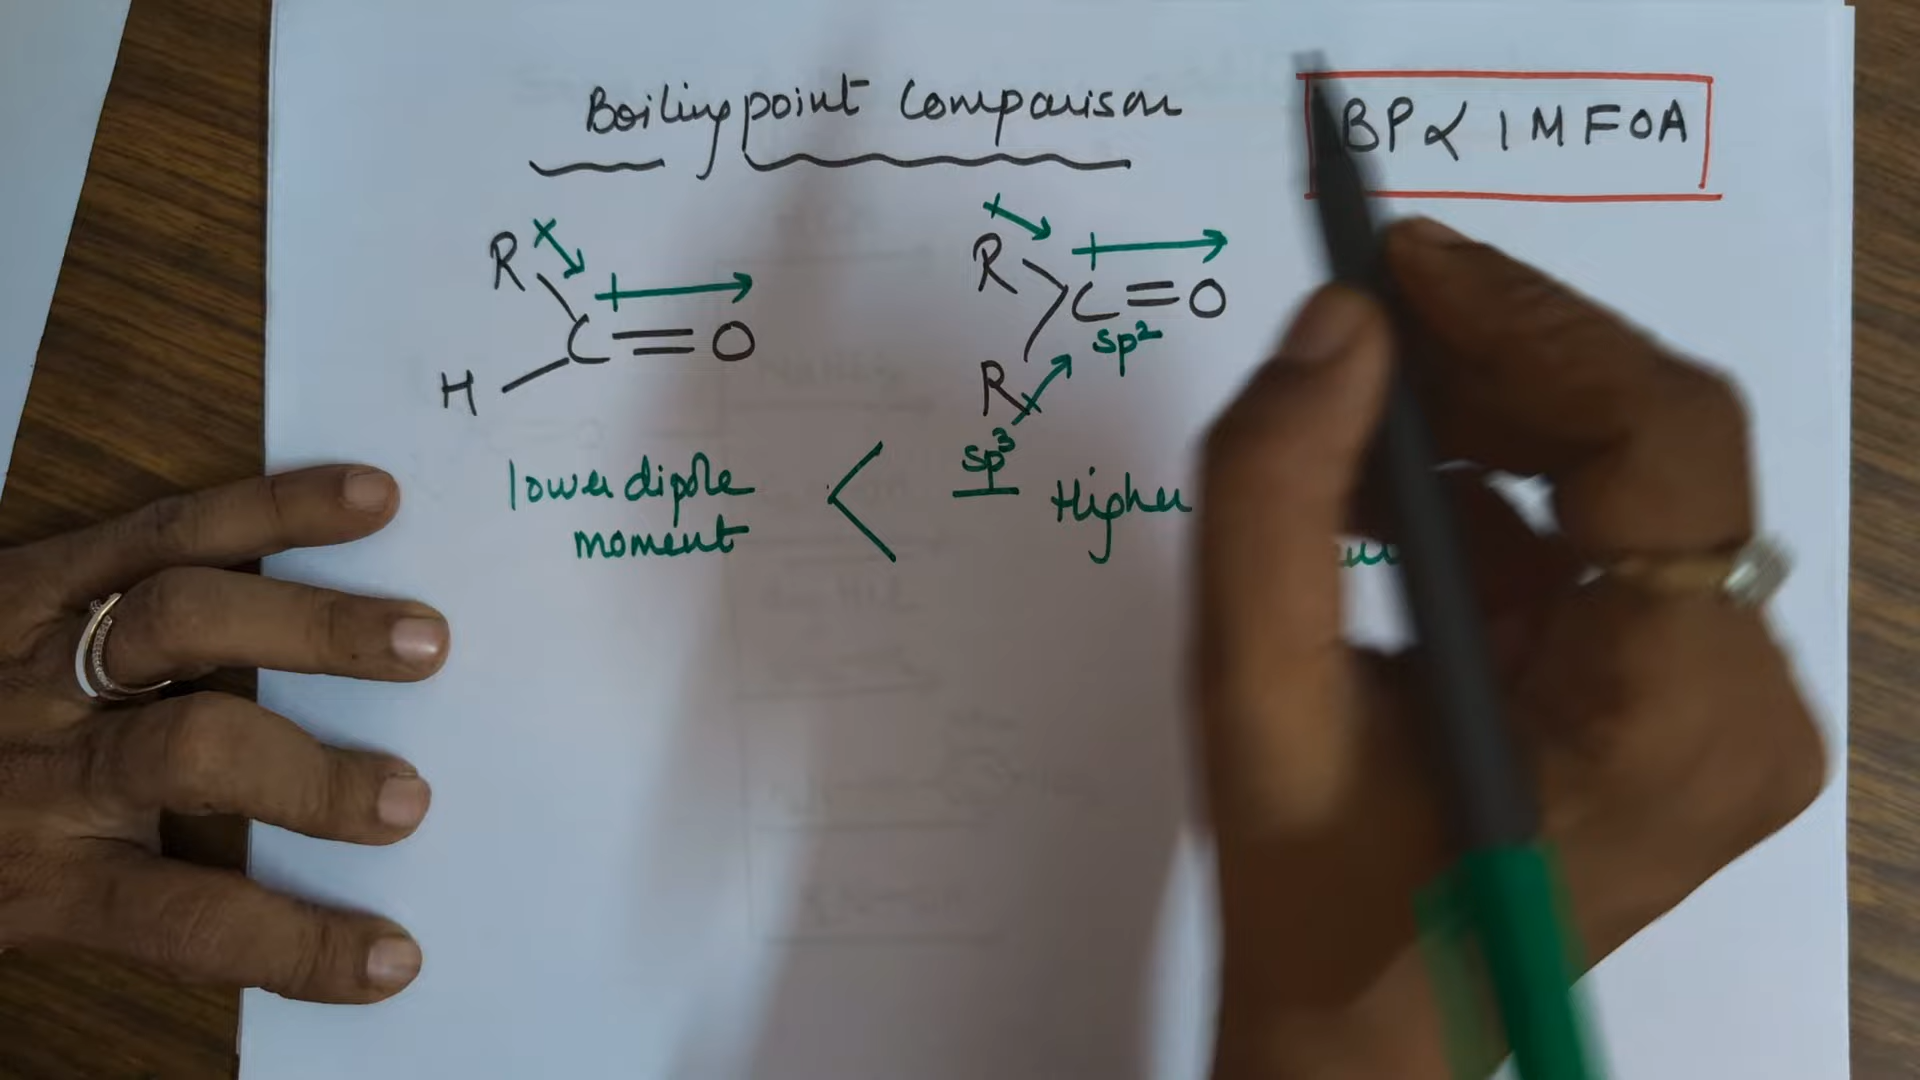 Boiling point Comparison
BP ∝ IMFOA
R
C=O
H
R
C=O
sp²
R
sp³
lower dipole
moment
<
Higher